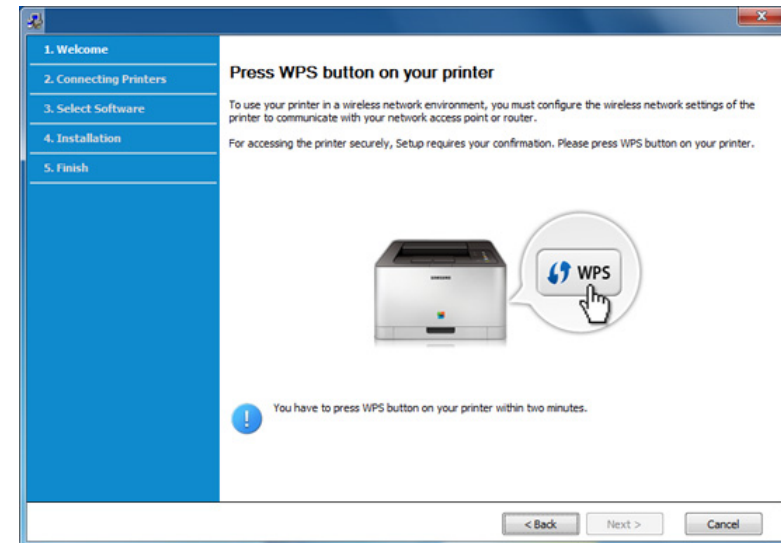 1. Welcome
2. Connecting Printers
3. Select Software
4. Installation
5. Finish
Press WPS button on your printer
To use your printer in a wireless network environment, you must configure the wireless network settings of the
printer to communicate with your network access point or router.
For accessing the printer securely, Setup requires your confirmation. Please press WPS button on your printer.
SAMSUNG
WPS
You have to press WPS button on your printer within two minutes.
< Back
Next >
Cancel